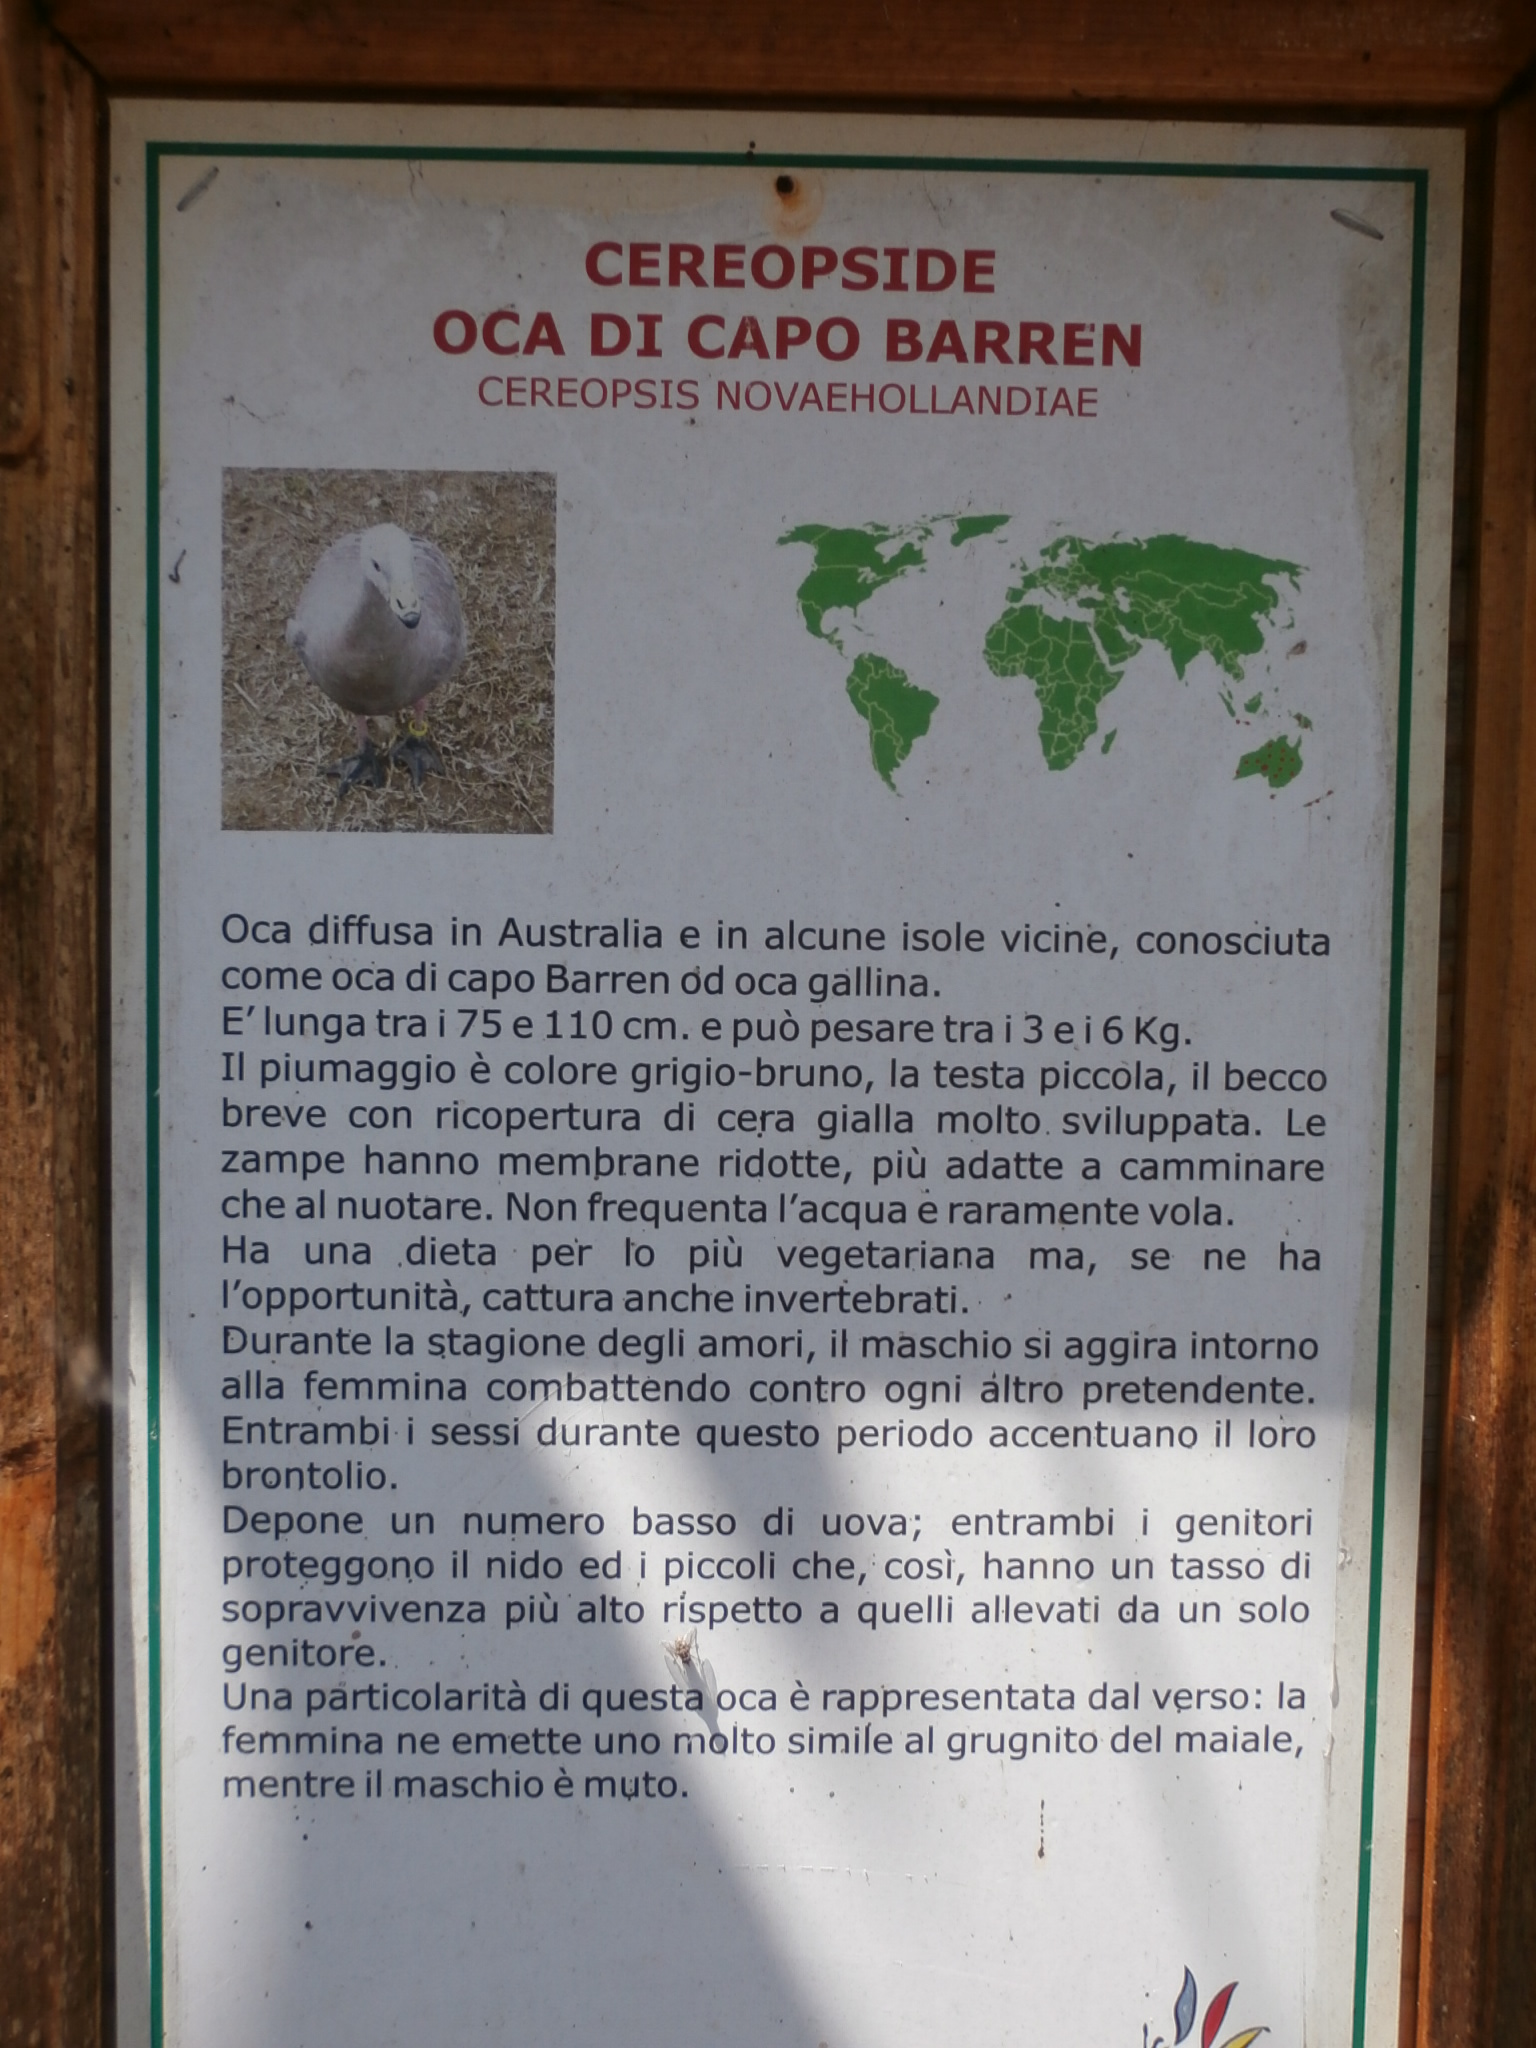 CEREOPSIDE
OCA DI CAPO BARREN
CEREOPSIS NOVAEHOLLANDIAE
Oca diffusa in Australia e in alcune isole vicine, conosciuta
come oca di capo Barren od oca gallina.
E' lunga tra i 75 e 110 cm. e può pesare tra i 3 e i 6 Kg.
Il piumaggio è colore grigio-bruno, la testa piccola, il becco
breve con ricopertura di cera gialla molto sviluppata. Le
zampe hanno membrane ridotte, più adatte a camminare
che al nuotare. Non frequenta l'acqua e raramente vola.
Ha una dieta per lo più vegetariana ma, se ne ha
l'opportunità, cattura anche invertebrati.
Durante la stagione degli amori, il maschio si aggira intorno
alla femmina combattendo contro ogni altro pretendente.
Entrambi i sessi durante questo periodo accentuano il loro
brontolio.
Depone un numero basso di uova; entrambi i genitori
proteggono il nido ed i piccoli che, così, hanno un tasso di
sopravvivenza più alto rispetto a quelli allevati da un solo
genitore.
Una particolarità di questa oca è rappresentata dal verso: la
femmina ne emette uno molto simile al grugnito del maiale,
mentre il maschio è muto.